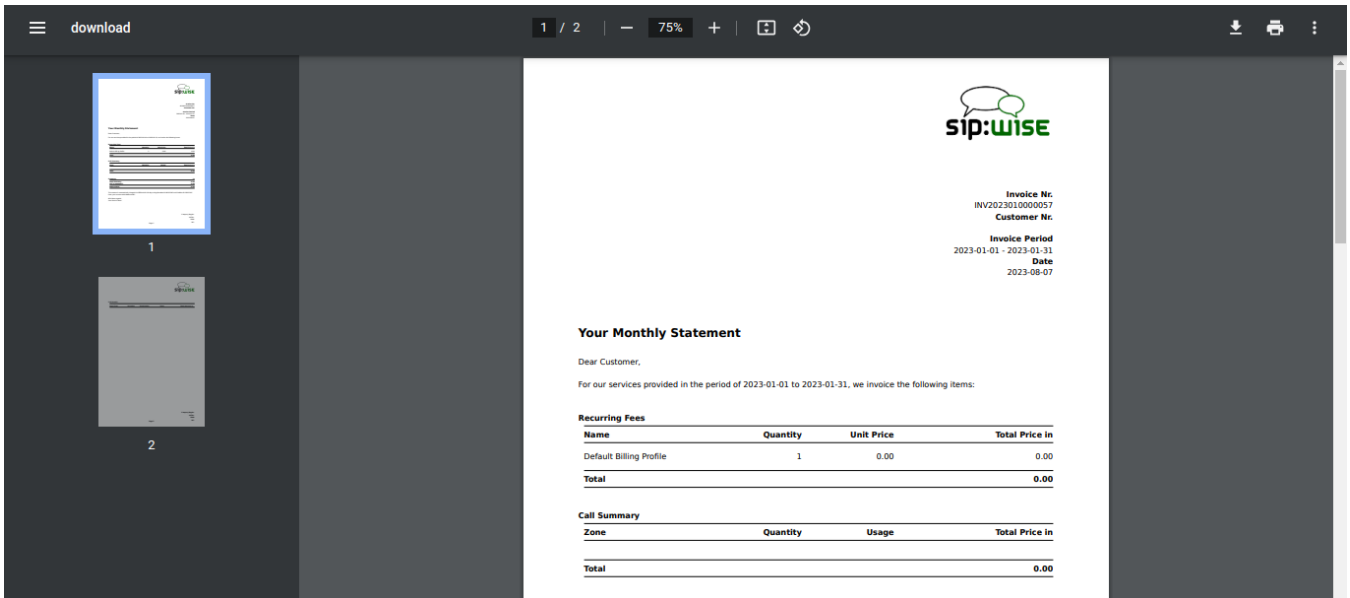 download
1 / 2
75%
1
2
sip:wise
Invoice Nr.
INV2023010000057
Customer Nr.
Invoice Period
2023-01-01 - 2023-01-31
Date
2023-08-07
Your Monthly Statement
Dear Customer,
For our services provided in the period of 2023-01-01 to 2023-01-31, we invoice the following items:
Recurring Fees
Name Quantity Unit Price Total Price in
Default Billing Profile 1 0.00 0.00
Total 0.00
Call Summary
Zone Quantity Usage Total Price in
Total 0.00